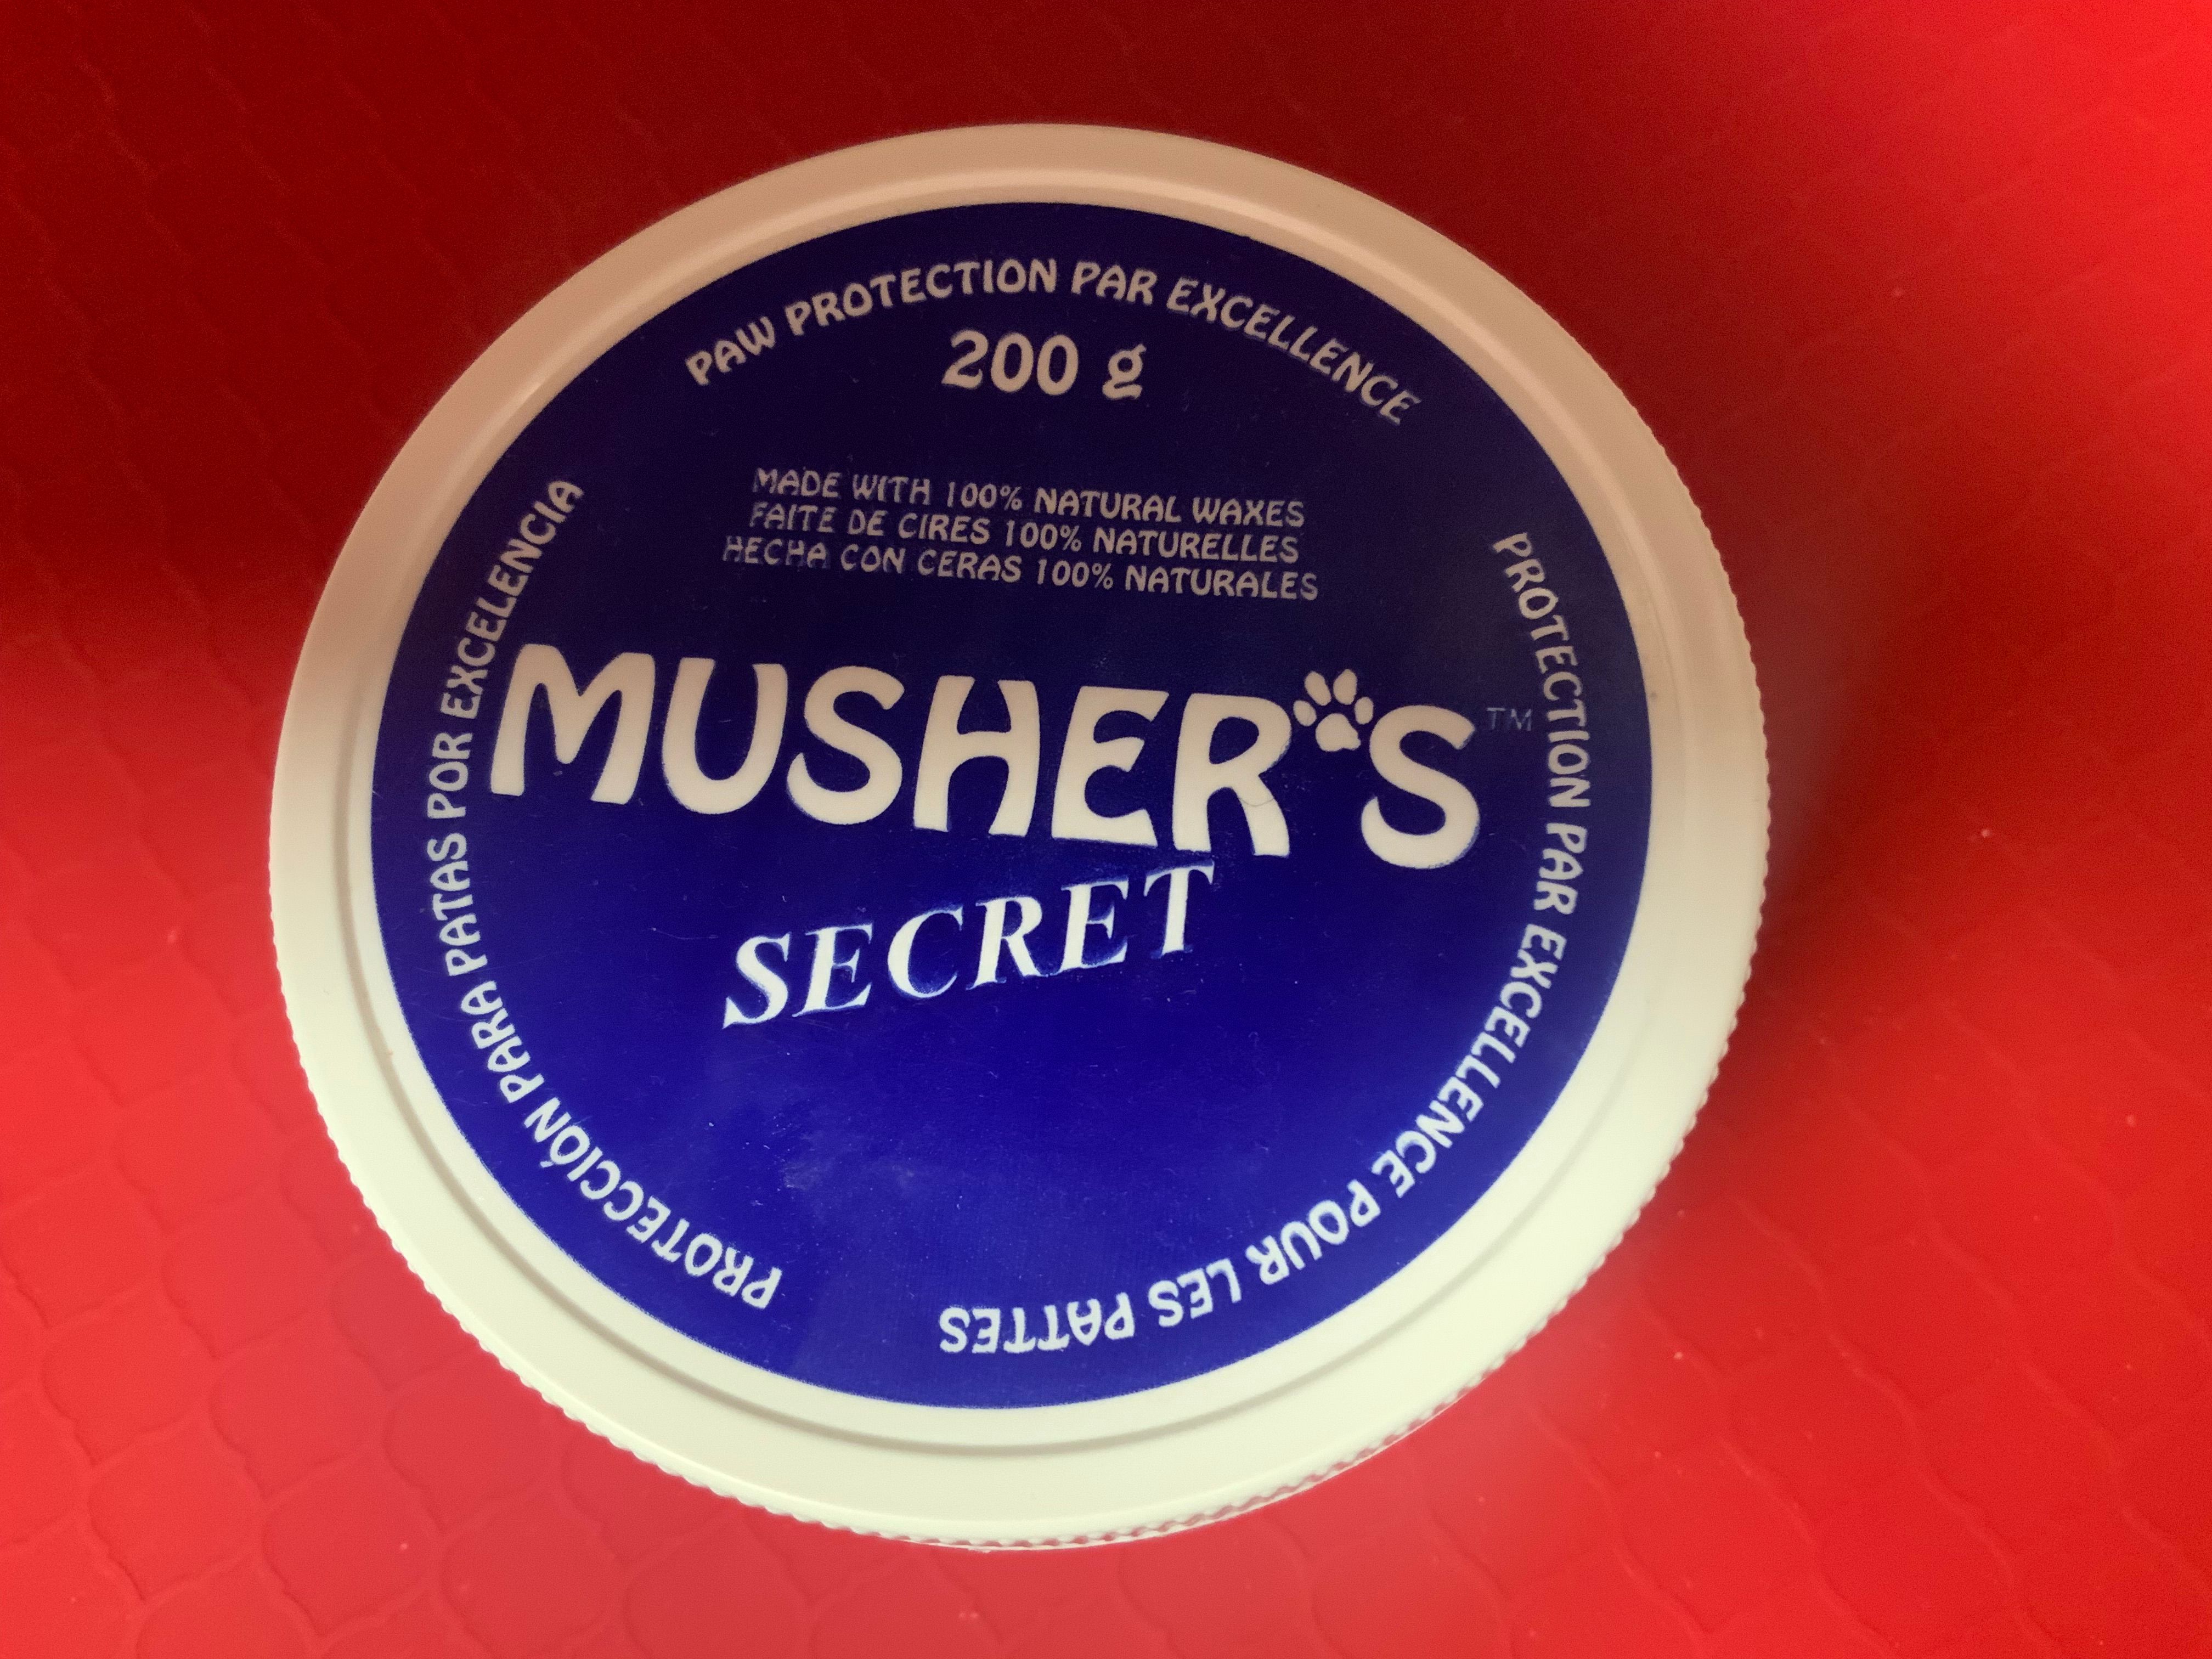 PAW PROTECTION PAR EXCELLENCE
200 g
MADE WITH 100% NATURAL WAXES
FAITE DE CIRES 100% NATURELLES
HECHA CON CERAS 100% NATURALES
MUSHER'S TM
SECRET
PROTECTION PAR EXCELLENCE POUR LES PATTES
PROTECCIÓN PARA PATAS POR EXCELENCIA